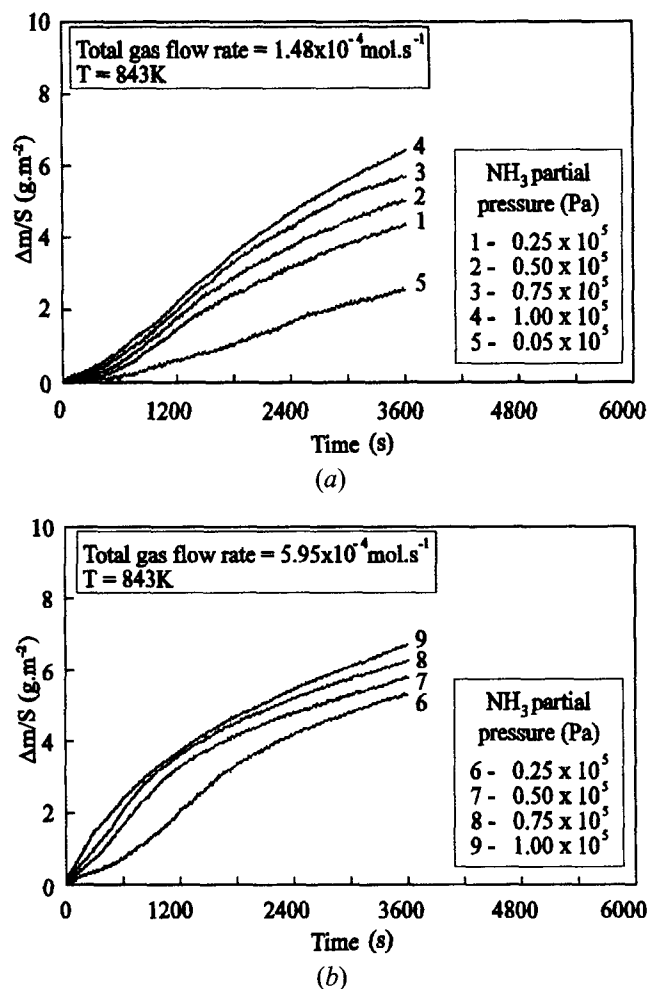 10
8
6
4
2
0
Δm/S (g.m⁻²)
Total gas flow rate = 1.48x10⁻⁴mol.s⁻¹
T = 843K
4
3
2
1
5
NH₃ partial
pressure (Pa)
1 - 0.25 x 10⁵
2 - 0.50 x 10⁵
3 - 0.75 x 10⁵
4 - 1.00 x 10⁵
5 - 0.05 x 10⁵
0 1200 2400 3600 4800 6000
Time (s)
(a)
10
8
6
4
2
0
Δm/S (g.m⁻²)
Total gas flow rate = 5.95x10⁻⁴mol.s⁻¹
T = 843K
9
8
7
6
NH₃ partial
pressure (Pa)
6 - 0.25 x 10⁵
7 - 0.50 x 10⁵
8 - 0.75 x 10⁵
9 - 1.00 x 10⁵
0 1200 2400 3600 4800 6000
Time (s)
(b)